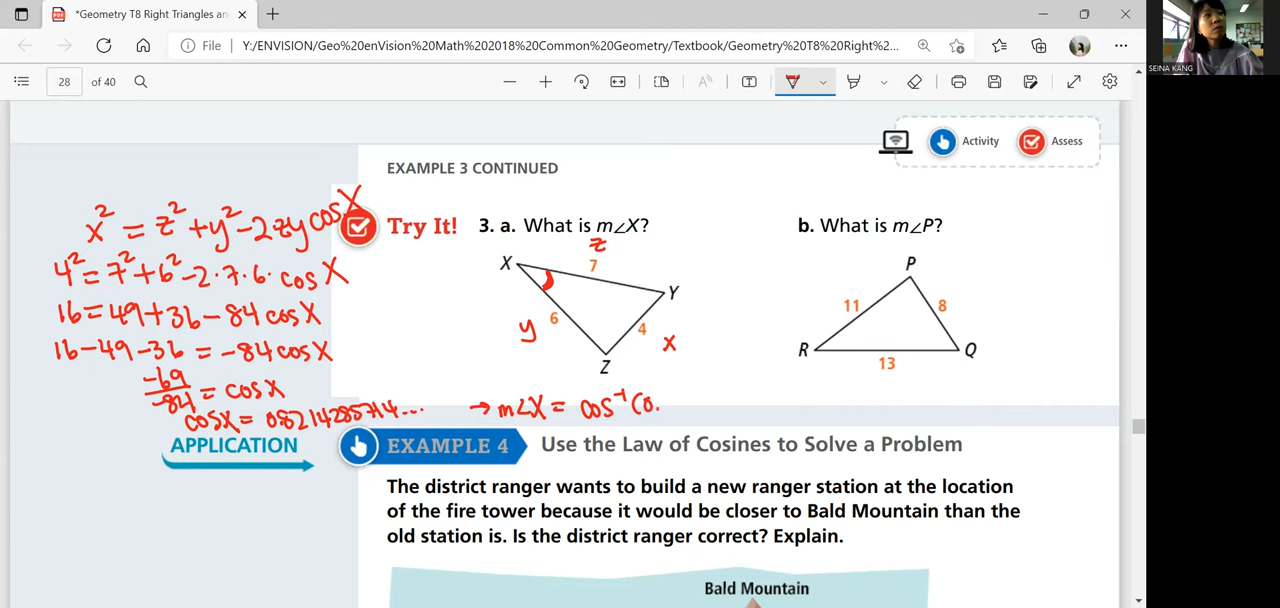 *Geometry T8 Right Triangles an
File Y:/ENVISION/Geo%20enVision%20Math%202018%20Common%20Geometry/Textbook/Geometry%20T8%20Right%2...
28 of 40
SEINA KANG
Activity
Assess
EXAMPLE 3 CONTINUED
Try It! 3. a. What is m∠X?
b. What is m∠P?
x² = z² + y² - 2zy cos X
4² = 7² + 6² - 2·7·6· cos X
16 = 49 + 36 - 84 cos X
16 - 49 - 36 = -84 cos X
-69/-84 = cos X
cos X = 0.8214285714...
→ m∠X = cos⁻¹ (0.
z
X 7 Y
y 6 4 x
Z
P
11 8
R Q
13
APPLICATION
EXAMPLE 4 Use the Law of Cosines to Solve a Problem
The district ranger wants to build a new ranger station at the location
of the fire tower because it would be closer to Bald Mountain than the
old station is. Is the district ranger correct? Explain.
Bald Mountain